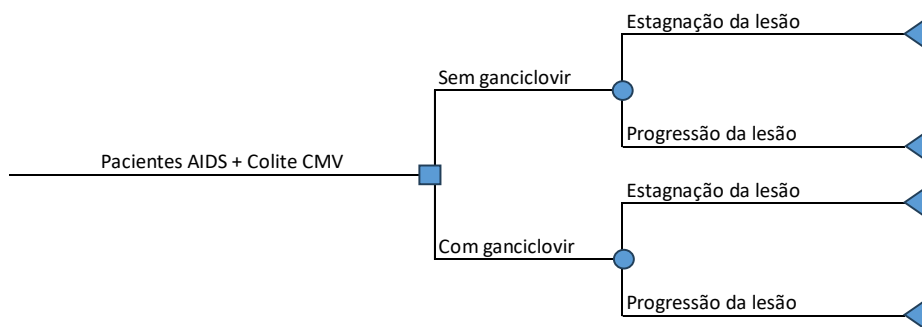 Estagnação da lesão
Sem ganciclovir
Progressão da lesão
Pacientes AIDS + Colite CMV
Estagnação da lesão
Com ganciclovir
Progressão da lesão